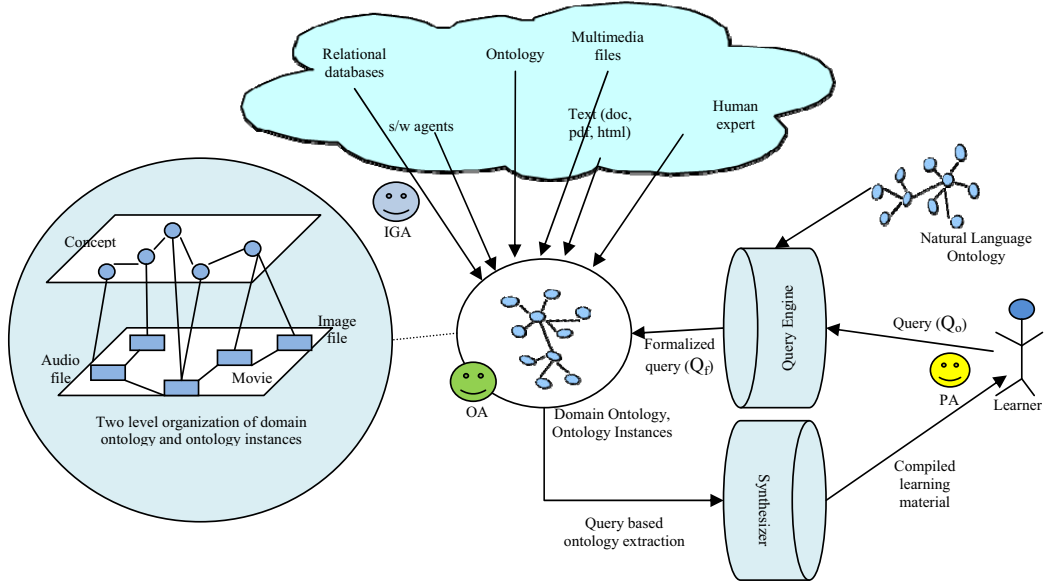 Relational
databases
Ontology
Multimedia
files
s/w agents
Text (doc,
pdf, html)
Human
expert
IGA
Natural Language
Ontology
Concept
Image
file
Audio
file
Movie
Two level organization of domain
ontology and ontology instances
OA
Domain Ontology,
Ontology Instances
Formalized
query (Qf)
Query Engine
Query (Qo)
PA
Learner
Synthesizer
Compiled
learning
material
Query based
ontology extraction